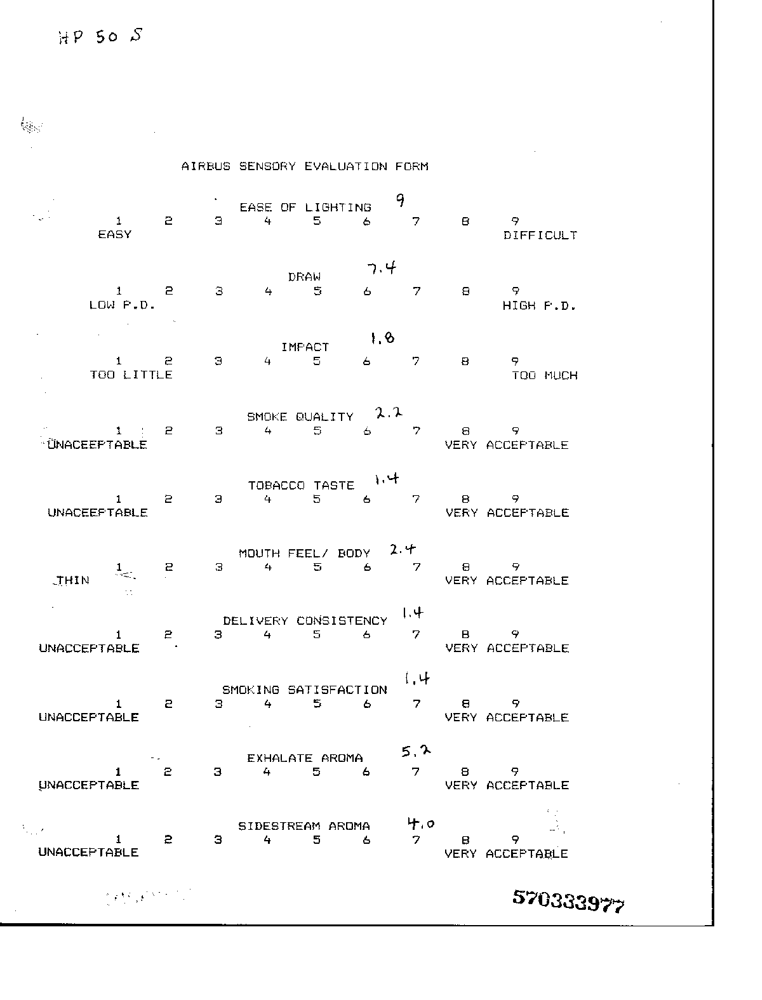 HP 50 S
AIRBUS SENSORY EVALUATION FORM
EASE OF LIGHTING 9
1 2 3 4 5 6 7 8 9
EASY DIFFICULT
DRAW 7.4
1 2 3 4 5 6 7 8 9
LOW P.D. HIGH P.D.
IMPACT 1.8
1 2 3 4 5 6 7 8 9
TOO LITTLE TOO MUCH
SMOKE QUALITY 2.2
1 2 3 4 5 6 7 8 9
UNACEEPTABLE VERY ACCEPTABLE
TOBACCO TASTE 1.4
1 2 3 4 5 6 7 8 9
UNACEEPTABLE VERY ACCEPTABLE
MOUTH FEEL/ BODY 2.4
1 2 3 4 5 6 7 8 9
THIN VERY ACCEPTABLE
DELIVERY CONSISTENCY 1.4
1 2 3 4 5 6 7 8 9
UNACCEPTABLE VERY ACCEPTABLE
SMOKING SATISFACTION 1.4
1 2 3 4 5 6 7 8 9
UNACCEPTABLE VERY ACCEPTABLE
EXHALATE AROMA 5.2
1 2 3 4 5 6 7 8 9
UNACCEPTABLE VERY ACCEPTABLE
SIDESTREAM AROMA 4.0
1 2 3 4 5 6 7 8 9
UNACCEPTABLE VERY ACCEPTABLE
570333977